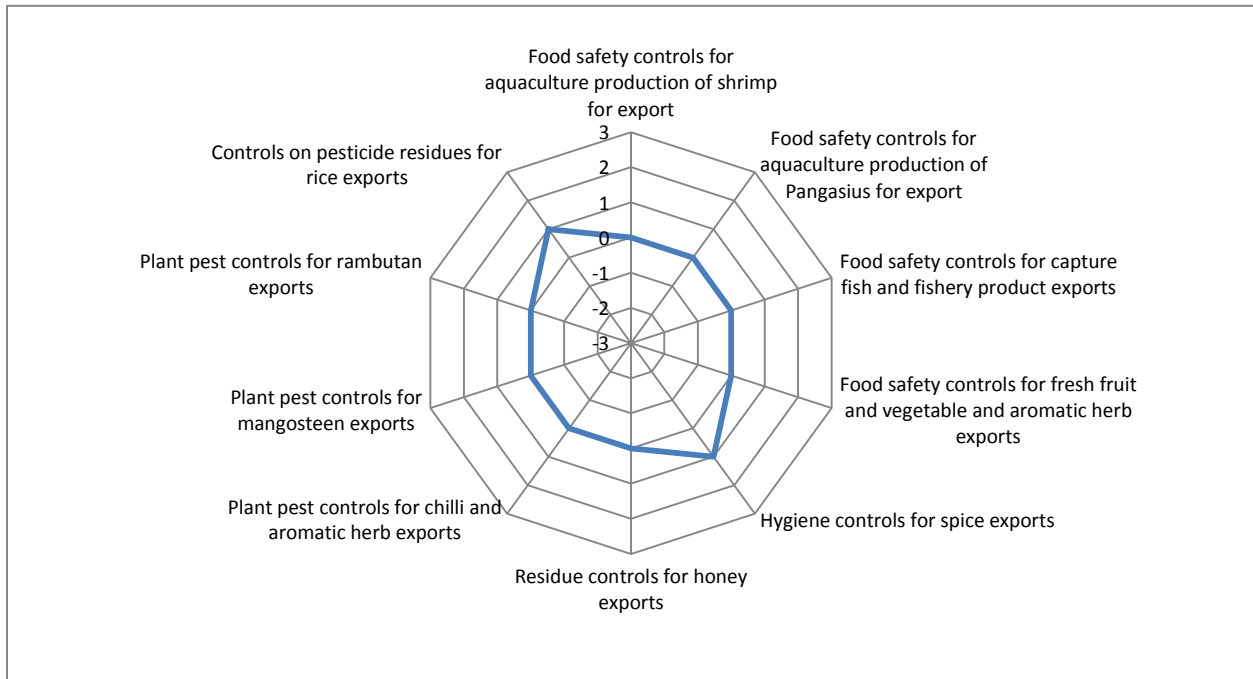 Food safety controls for
aquaculture production of shrimp
for export
Food safety controls for
aquaculture production of
Pangasius for export
Food safety controls for capture
fish and fishery product exports
Food safety controls for fresh fruit
and vegetable and aromatic herb
exports
Hygiene controls for spice exports
Residue controls for honey
exports
Plant pest controls for chilli and
aromatic herb exports
Plant pest controls for
mangosteen exports
Plant pest controls for rambutan
exports
Controls on pesticide residues for
rice exports
3
2
1
0
-1
-2
-3